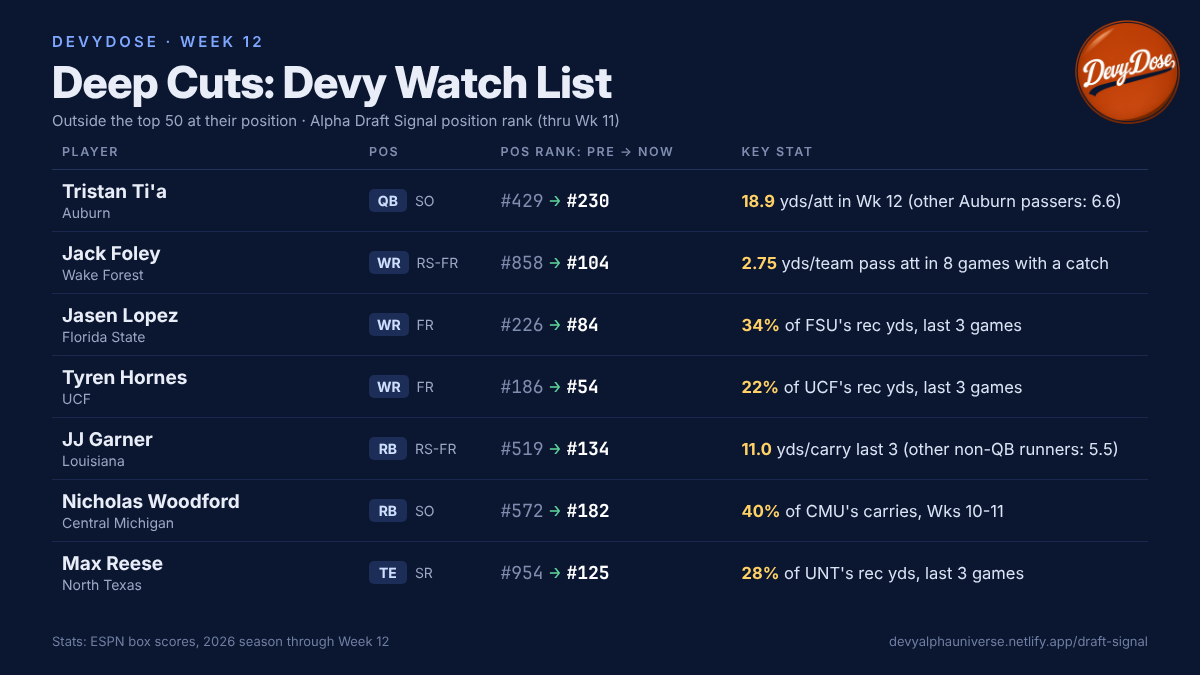 DEVYDOSE · WEEK 12
Deep Cuts: Devy Watch List
Devy Dose
Outside the top 50 at their position · Alpha Draft Signal position rank (thru Wk 11)
PLAYER POS POS RANK: PRE → NOW KEY STAT
Tristan Ti'a
Auburn
QB SO #429 → #230 18.9 yds/att in Wk 12 (other Auburn passers: 6.6)
Jack Foley
Wake Forest
WR RS-FR #858 → #104 2.75 yds/team pass att in 8 games with a catch
Jasen Lopez
Florida State
WR FR #226 → #84 34% of FSU's rec yds, last 3 games
Tyren Hornes
UCF
WR FR #186 → #54 22% of UCF's rec yds, last 3 games
JJ Garner
Louisiana
RB RS-FR #519 → #134 11.0 yds/carry last 3 (other non-QB runners: 5.5)
Nicholas Woodford
Central Michigan
RB SO #572 → #182 40% of CMU's carries, Wks 10-11
Max Reese
North Texas
TE SR #954 → #125 28% of UNT's rec yds, last 3 games
Stats: ESPN box scores, 2026 season through Week 12
devyalphauniverse.netlify.app/draft-signal